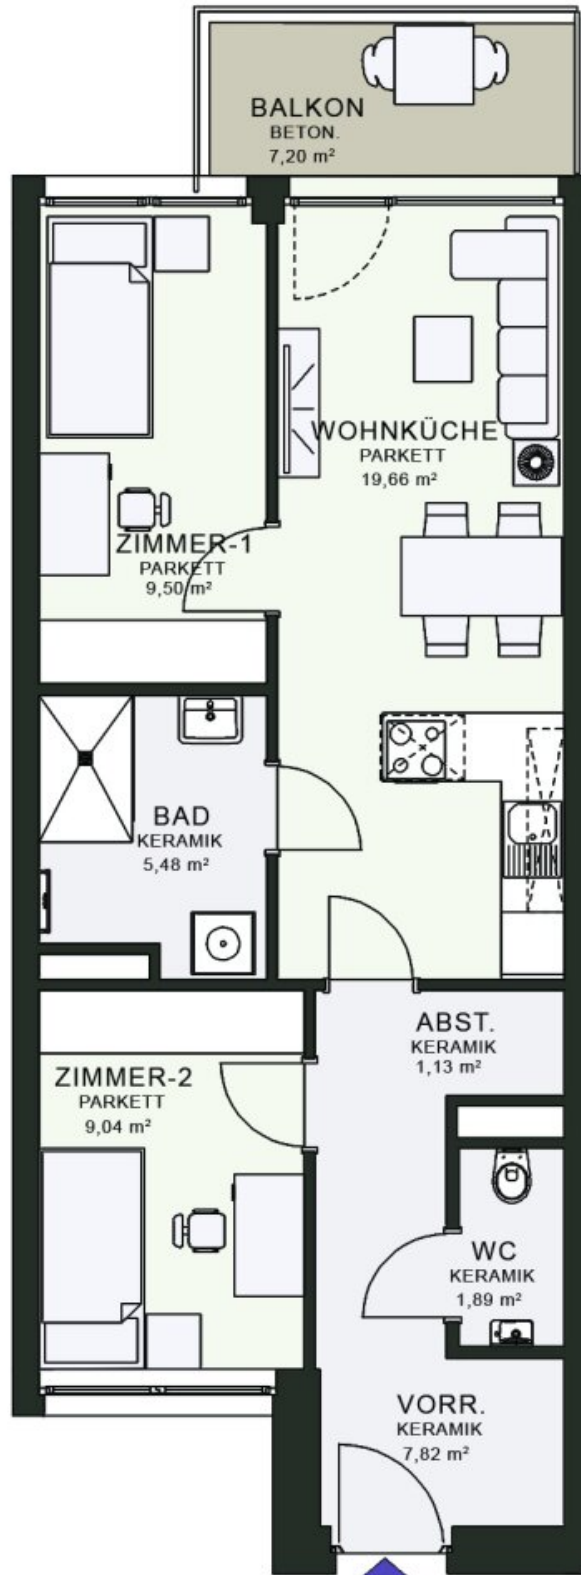 BALKON
BETON.
7,20 m²
WOHNKÜCHE
PARKETT
19,66 m²
ZIMMER-1
PARKETT
9,50 m²
BAD
KERAMIK
5,48 m²
ABST.
KERAMIK
1,13 m²
ZIMMER-2
PARKETT
9,04 m²
WC
KERAMIK
1,89 m²
VORR.
KERAMIK
7,82 m²